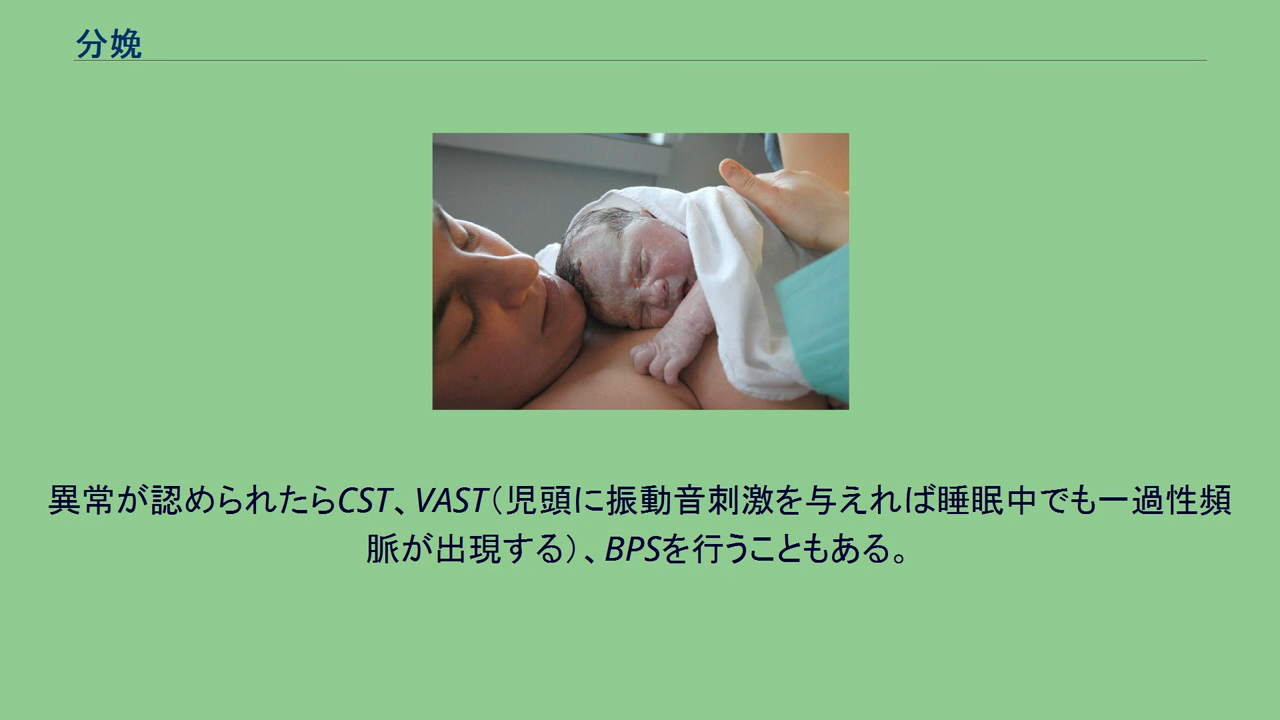 分娩
異常が認められたらCST、VAST（児頭に振動音刺激を与えれば睡眠中でも一過性頻
脈が出現する）、BPSを行うこともある。